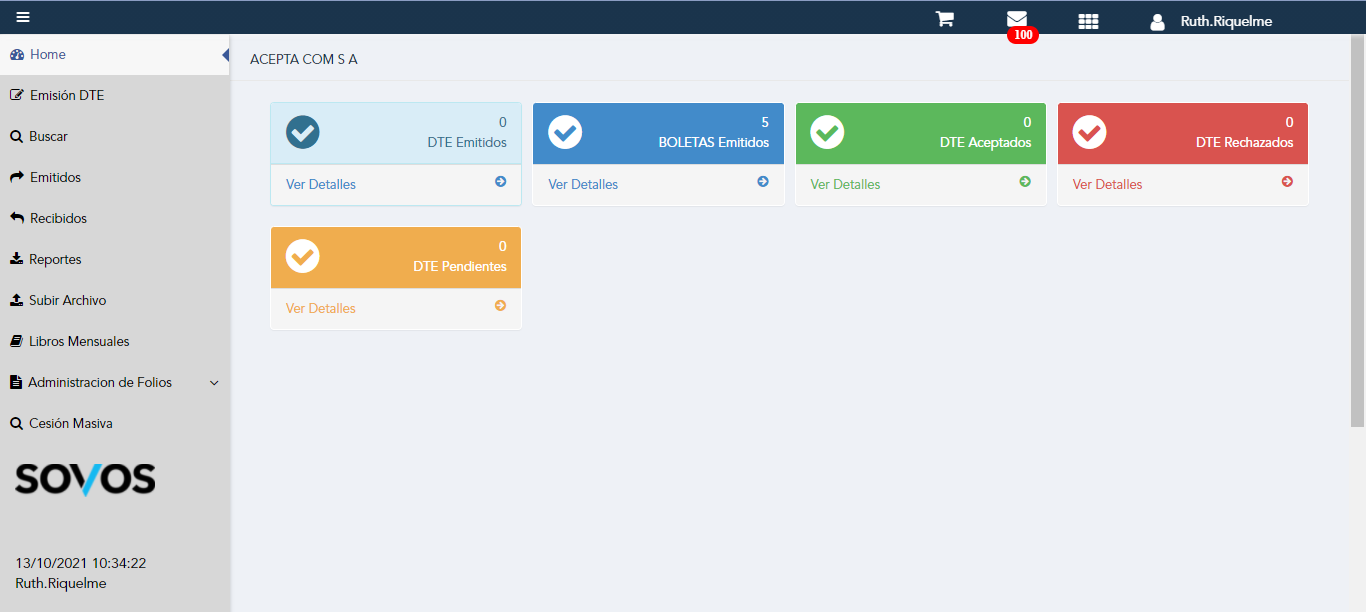 100
Ruth.Riquelme
Home
Emisión DTE
Buscar
Emitidos
Recibidos
Reportes
Subir Archivo
Libros Mensuales
Administracion de Folios
Cesión Masiva
SOVOS
13/10/2021 10:34:22
Ruth.Riquelme
ACEPTA COM S A
0
DTE Emitidos
Ver Detalles
5
BOLETAS Emitidos
Ver Detalles
0
DTE Aceptados
Ver Detalles
0
DTE Rechazados
Ver Detalles
0
DTE Pendientes
Ver Detalles